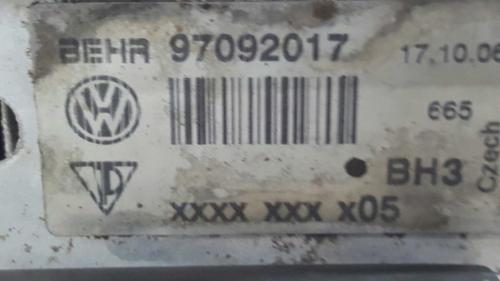 BEHR 97092017 17.10.06
665
BH3
Czech
XXXX XXX X05